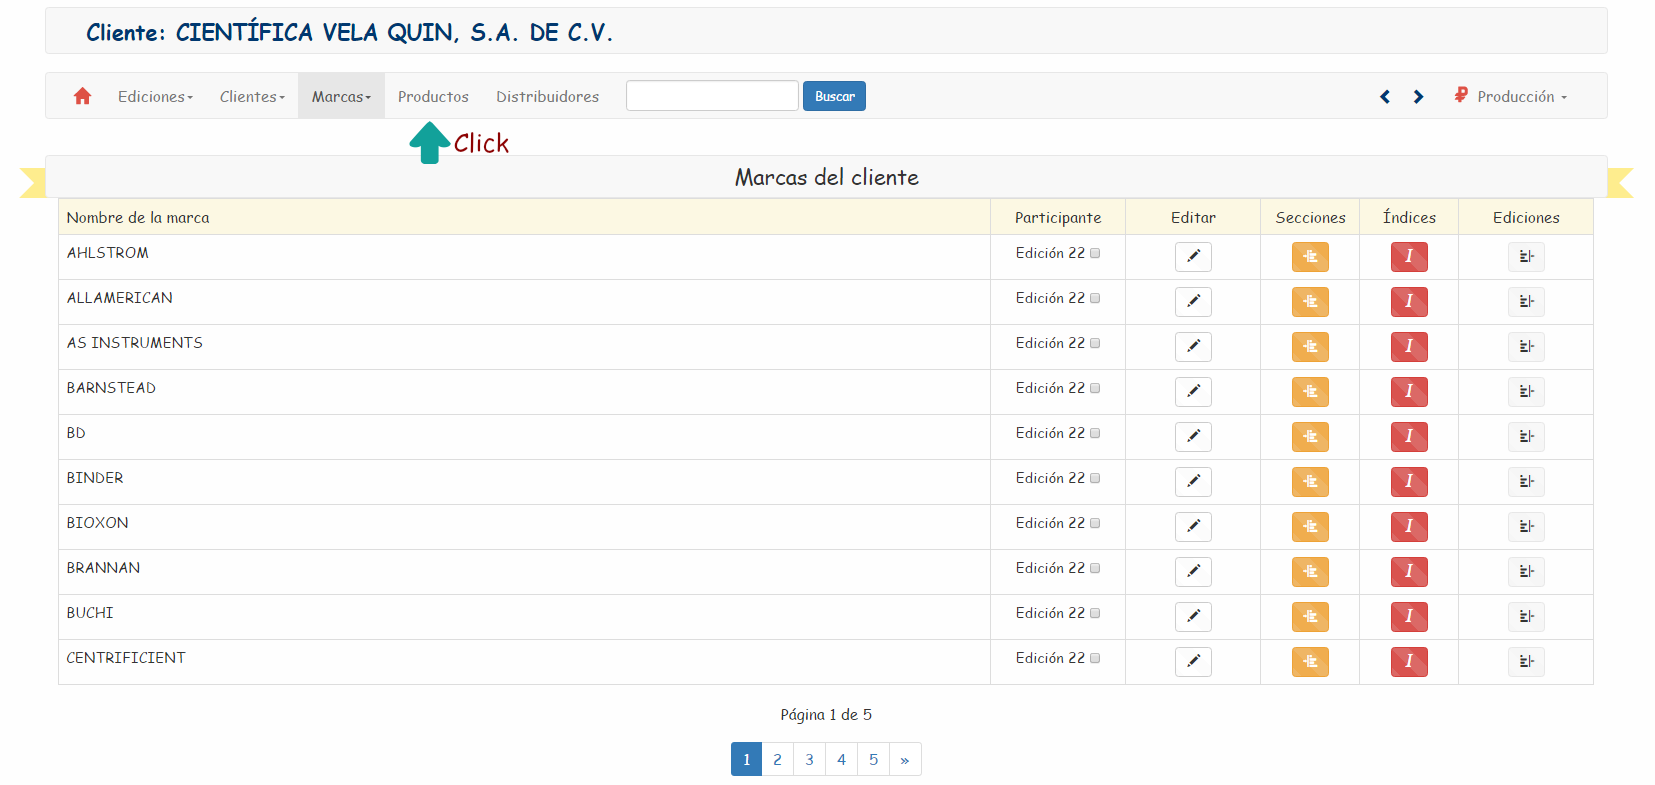 Cliente: CIENTÍFICA VELA QUIN, S.A. DE C.V.
Ediciones Clientes Marcas Productos Distribuidores Buscar Producción
Click
Marcas del cliente
Nombre de la marca Participante Editar Secciones Índices Ediciones
AHLSTROM Edición 22 I
ALLAMERICAN Edición 22 I
AS INSTRUMENTS Edición 22 I
BARNSTEAD Edición 22 I
BD Edición 22 I
BINDER Edición 22 I
BIOXON Edición 22 I
BRANNAN Edición 22 I
BUCHI Edición 22 I
CENTRIFICIENT Edición 22 I
Página 1 de 5
1 2 3 4 5 »